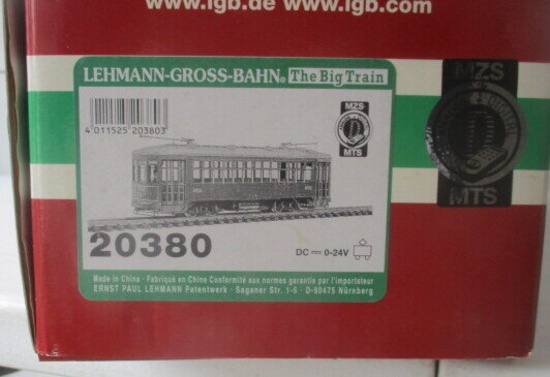 www.lgb.de www.lgb.com
LEHMANN-GROSS-BAHN® The Big Train
4 011525 203803
MZS
MTS
MZS
MTS
20380
DC 0-24V
Made in China · Fabriqué en Chine Conformité aux normes garantie par l'importateur
ERNST PAUL LEHMANN Patentwerk · Saganer Str. 1-5 · D-90475 Nürnberg